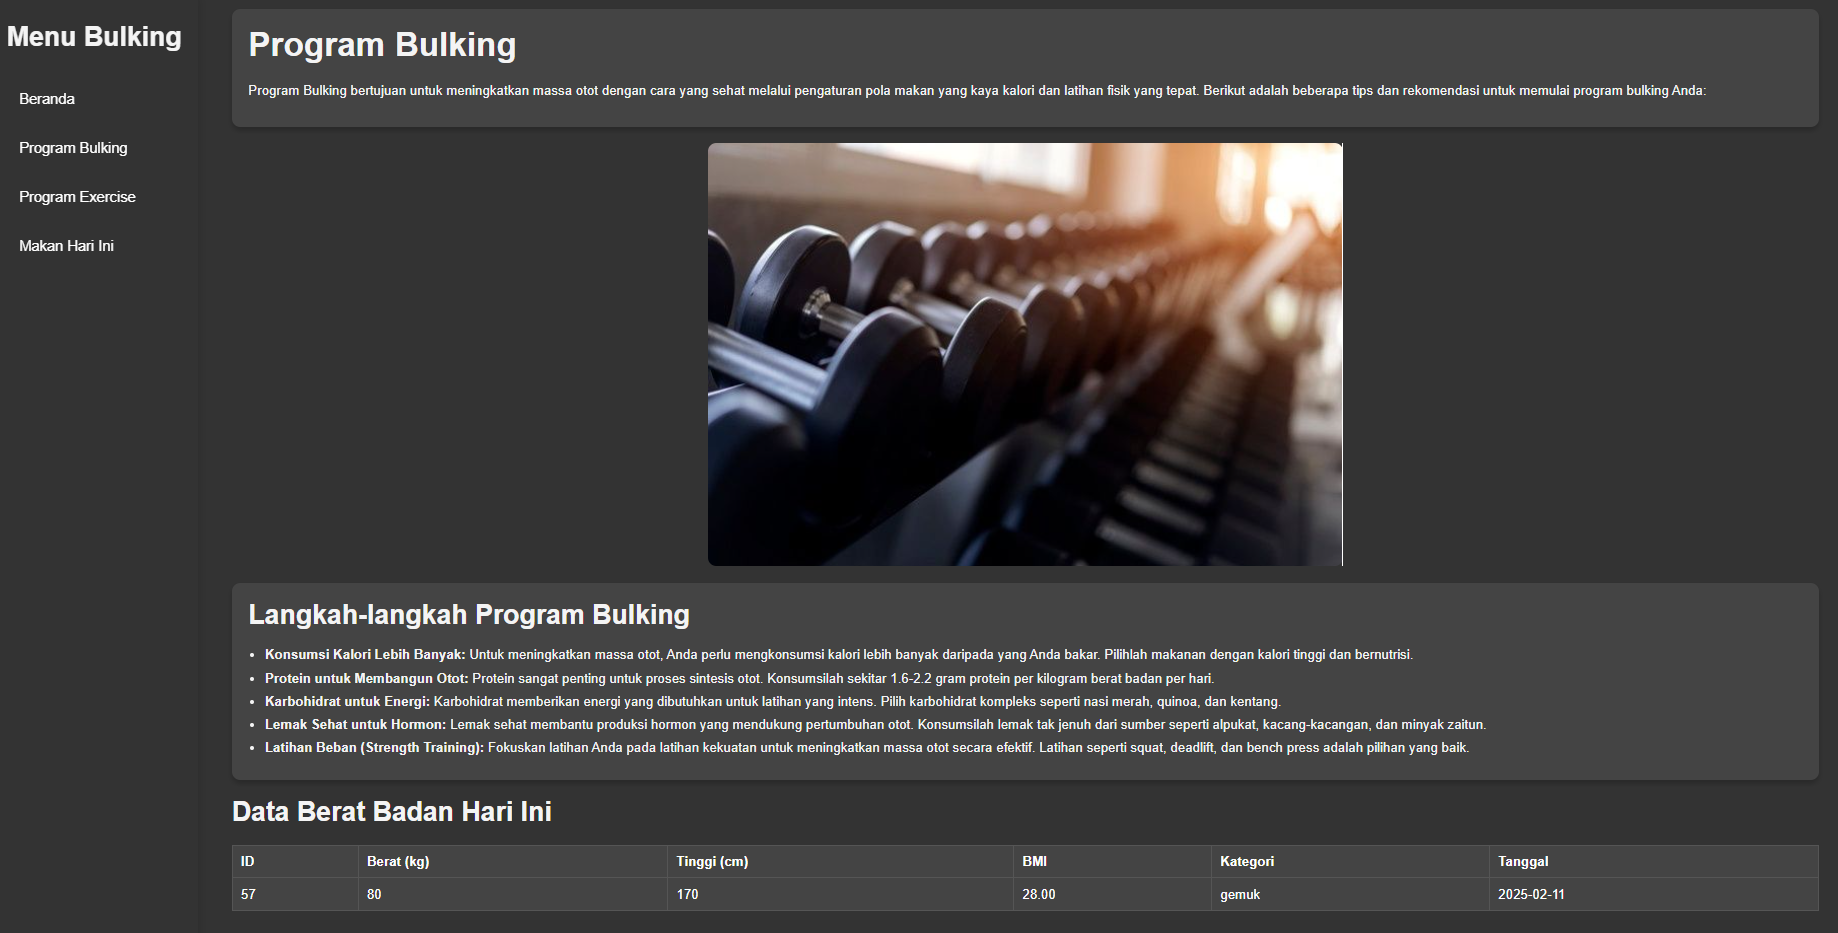 Menu Bulking
Beranda
Program Bulking
Program Exercise
Makan Hari Ini
Program Bulking
Program Bulking bertujuan untuk meningkatkan massa otot dengan cara yang sehat melalui pengaturan pola makan yang kaya kalori dan latihan fisik yang tepat. Berikut adalah beberapa tips dan rekomendasi untuk memulai program bulking Anda:
Langkah-langkah Program Bulking
• Konsumsi Kalori Lebih Banyak: Untuk meningkatkan massa otot, Anda perlu mengkonsumsi kalori lebih banyak daripada yang Anda bakar. Pilihlah makanan dengan kalori tinggi dan bernutrisi.
• Protein untuk Membangun Otot: Protein sangat penting untuk proses sintesis otot. Konsumsilah sekitar 1.6-2.2 gram protein per kilogram berat badan per hari.
• Karbohidrat untuk Energi: Karbohidrat memberikan energi yang dibutuhkan untuk latihan yang intens. Pilih karbohidrat kompleks seperti nasi merah, quinoa, dan kentang.
• Lemak Sehat untuk Hormon: Lemak sehat membantu produksi hormon yang mendukung pertumbuhan otot. Konsumsilah lemak tak jenuh dari sumber seperti alpukat, kacang-kacangan, dan minyak zaitun.
• Latihan Beban (Strength Training): Fokuskan latihan Anda pada latihan kekuatan untuk meningkatkan massa otot secara efektif. Latihan seperti squat, deadlift, dan bench press adalah pilihan yang baik.
Data Berat Badan Hari Ini
ID Berat (kg) Tinggi (cm) BMI Kategori Tanggal
57 80 170 28.00 gemuk 2025-02-11